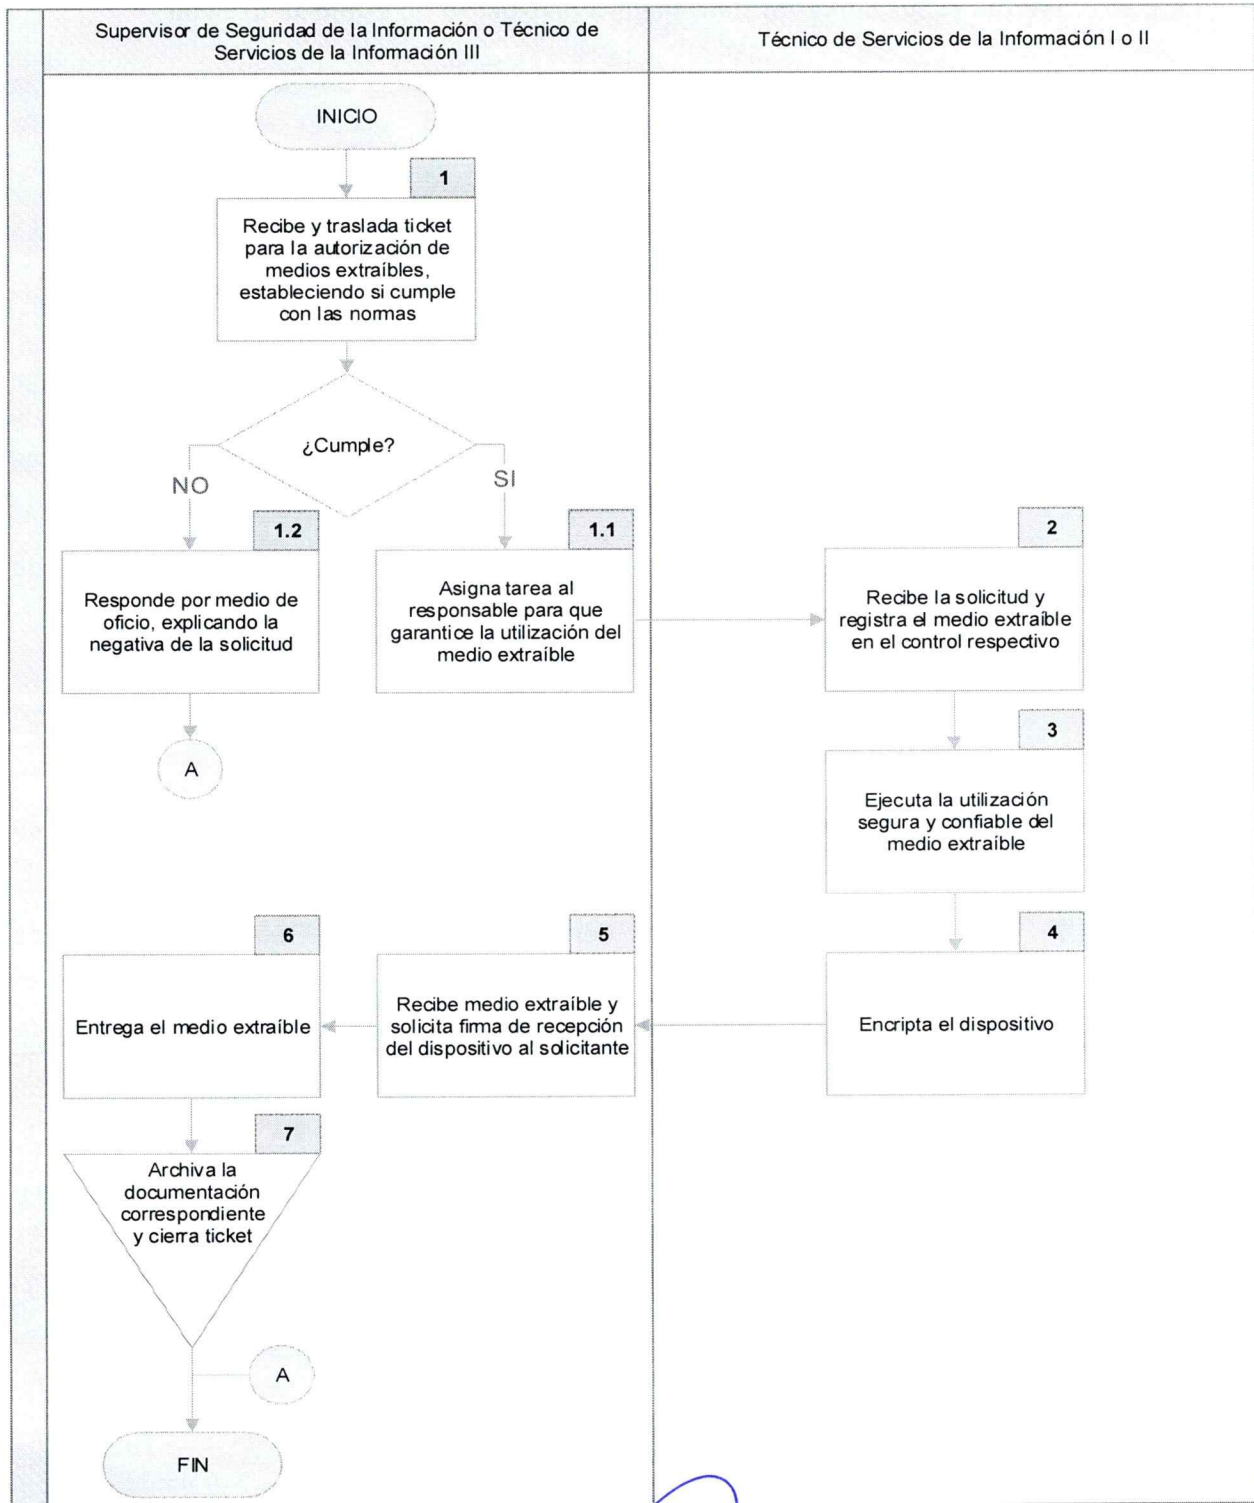 Supervisor de Seguridad de la Información o Técnico de
Servicios de la Información III
Técnico de Servicios de la Información I o II
INICIO
1
Recibe y traslada ticket
para la autorización de
medios extraíbles,
estableciendo si cumple
con las normas
¿Cumple?
NO
SI
1.2
Responde por medio de
oficio, explicando la
negativa de la solicitud
1.1
Asigna tarea al
responsable para que
garantice la utilización del
medio extraíble
2
Recibe la solicitud y
registra el medio extraíble
en el control respectivo
A
3
Ejecuta la utilización
segura y confiable del
medio extraíble
4
Encripta el dispositivo
5
Recibe medio extraíble y
solicita firma de recepción
del dispositivo al solicitante
6
Entrega el medio extraíble
7
Archiva la
documentación
correspondiente
y cierra ticket
A
FIN